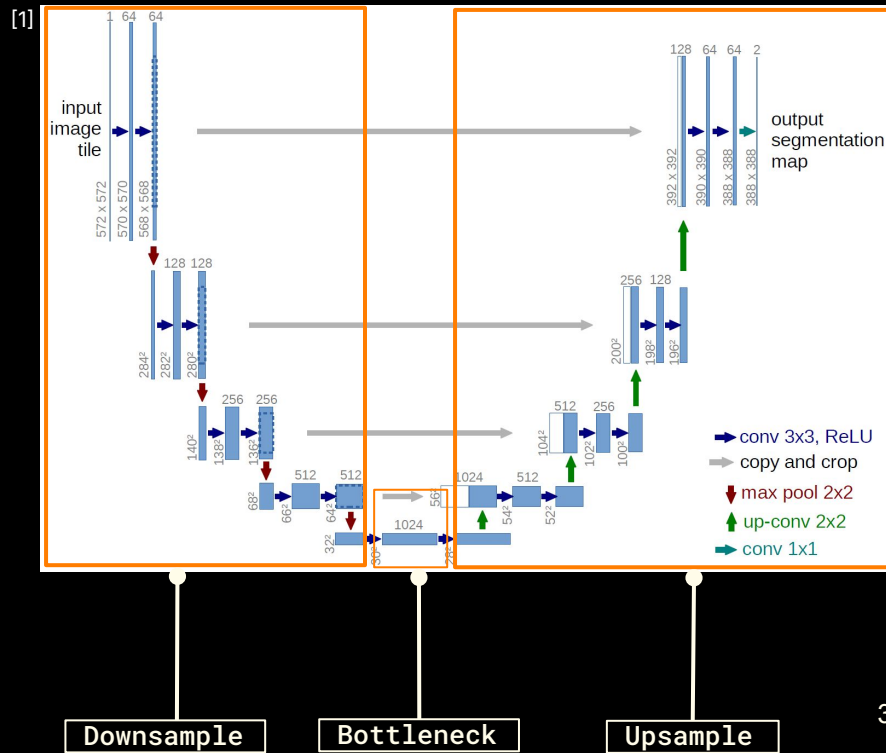 [1]
1 64 64
128 64 64 2
input
image
tile
output
segmentation
map
572 x 572
570 x 570
568 x 568
392 x 392
390 x 390
388 x 388
388 x 388
128 128
256 128
284²
282²
280²
200²
198²
196²
256 256
512 256
140²
138²
136²
104²
102²
100²
512 512
1024 512
68²
66²
64²
56²
54²
52²
1024
32²
30²
28²
conv 3x3, ReLU
copy and crop
max pool 2x2
up-conv 2x2
conv 1x1
3
Downsample
Bottleneck
Upsample